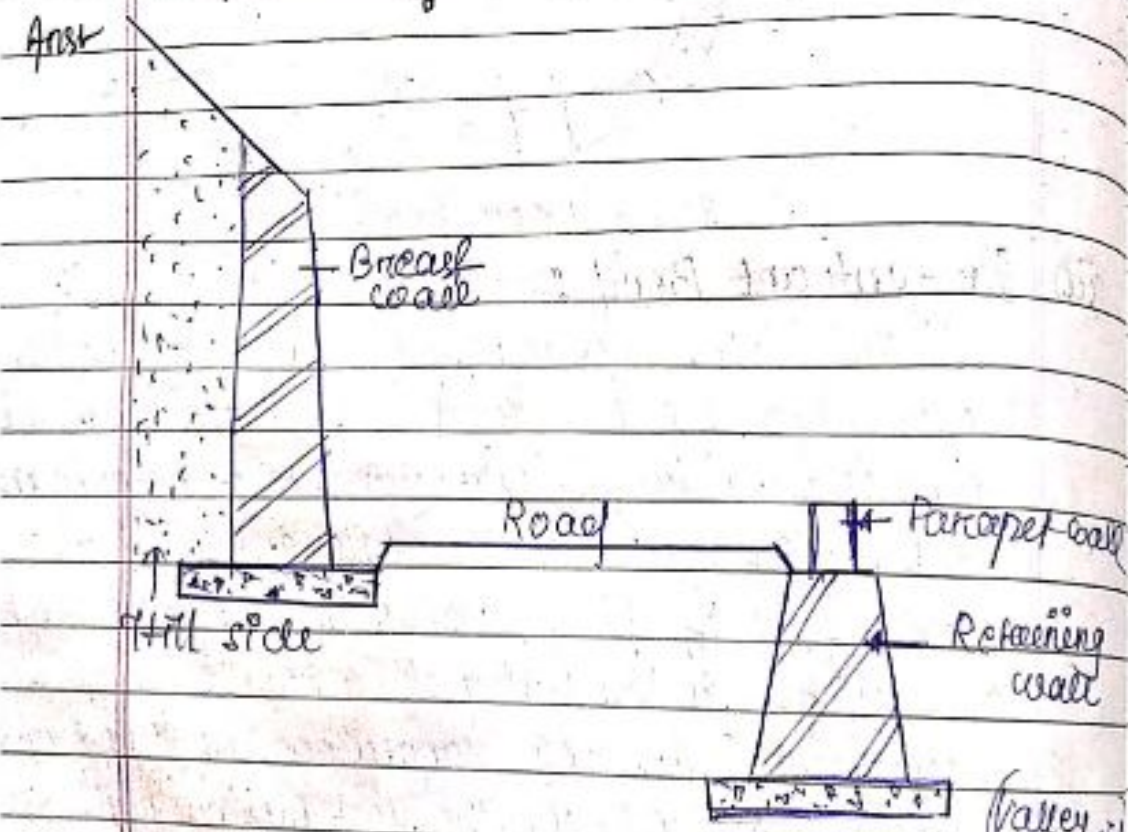 Ans:-
Breast
wall
Road
Parapet wall
Hill side
Retaining
wall
(Valley